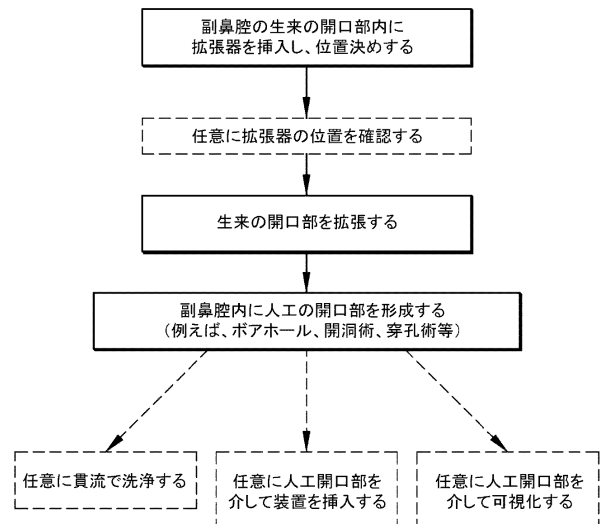 副鼻腔の生来の開口部内に
拡張器を挿入し、位置決めする
任意に拡張器の位置を確認する
生来の開口部を拡張する
副鼻腔内に人工の開口部を形成する
（例えば、ボアホール、開洞術、穿孔術等）
任意に貫流で洗浄する
任意に人工開口部を
介して装置を挿入する
任意に人工開口部を
介して可視化する